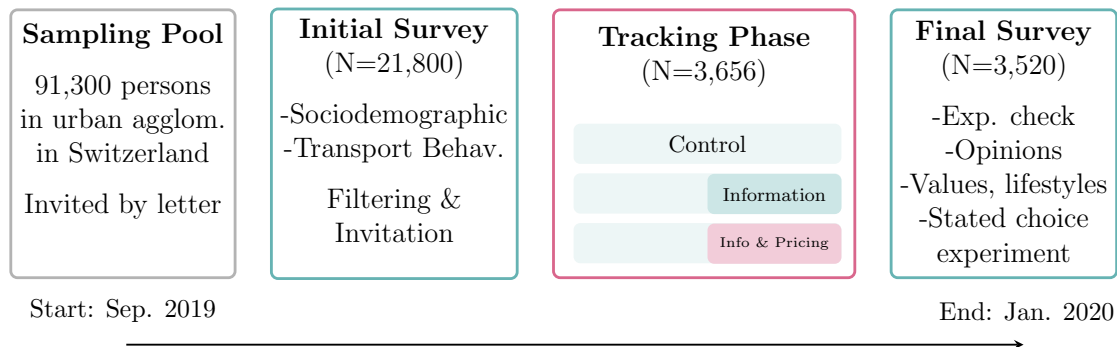 Sampling Pool
91,300 persons
in urban agglom.
in Switzerland
Invited by letter
Initial Survey
(N=21,800)
-Sociodemographic
-Transport Behav.
Filtering &
Invitation
Tracking Phase
(N=3,656)
Control
Information
Info & Pricing
Final Survey
(N=3,520)
-Exp. check
-Opinions
-Values, lifestyles
-Stated choice
experiment
Start: Sep. 2019
End: Jan. 2020